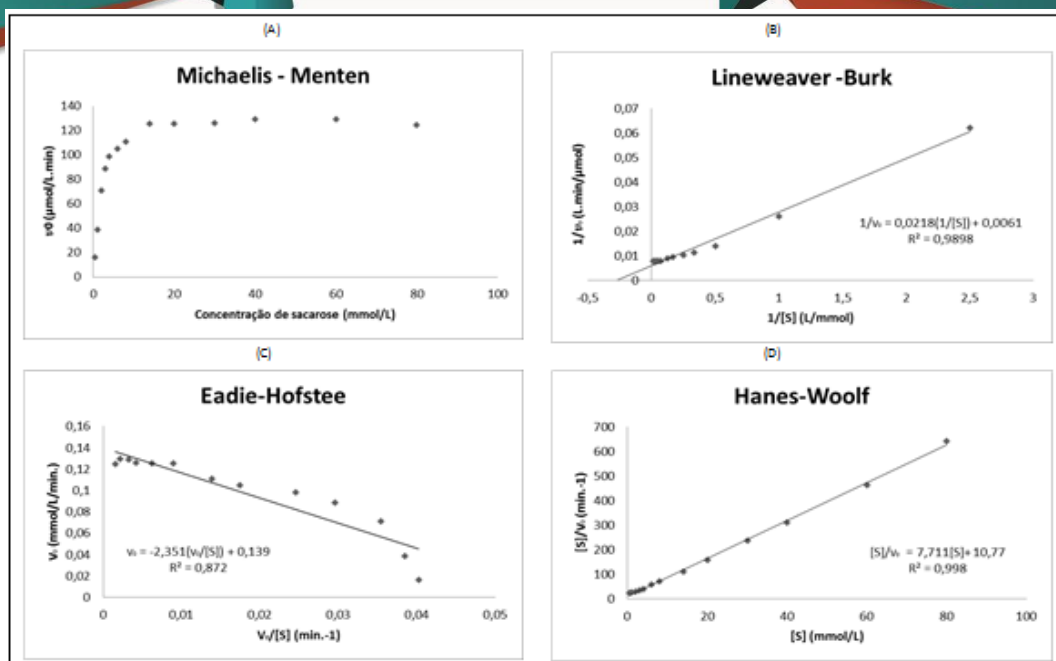 (A)
Michaelis - Menten
140
120
100
80
60
40
20
0
v0 (µmol/L.min)
0 20 40 60 80 100
Concentração de sacarose (mmol/L)
(B)
Lineweaver -Burk
0,07
0,06
0,05
0,04
0,03
0,02
0,01
0
1/v₀ (L.min/µmol)
1/v₀ = 0,0218(1/[S]) + 0,0061
R² = 0,9898
-0,5 0 0,5 1 1,5 2 2,5 3
1/[S] (L/mmol)
(C)
Eadie-Hofstee
0,16
0,14
0,12
0,1
0,08
0,06
0,04
0,02
0
V₀ (mmol/L/min.)
v₀ = -2,351(v₀/[S]) + 0,139
R² = 0,872
0 0,01 0,02 0,03 0,04 0,05
V₀/[S] (min.-1)
(D)
Hanes-Woolf
700
600
500
400
300
200
100
0
[S]/v₀ (min.-1)
[S]/v₀ = 7,711[S]+ 10,77
R² = 0,998
0 20 40 60 80 100
[S] (mmol/L)